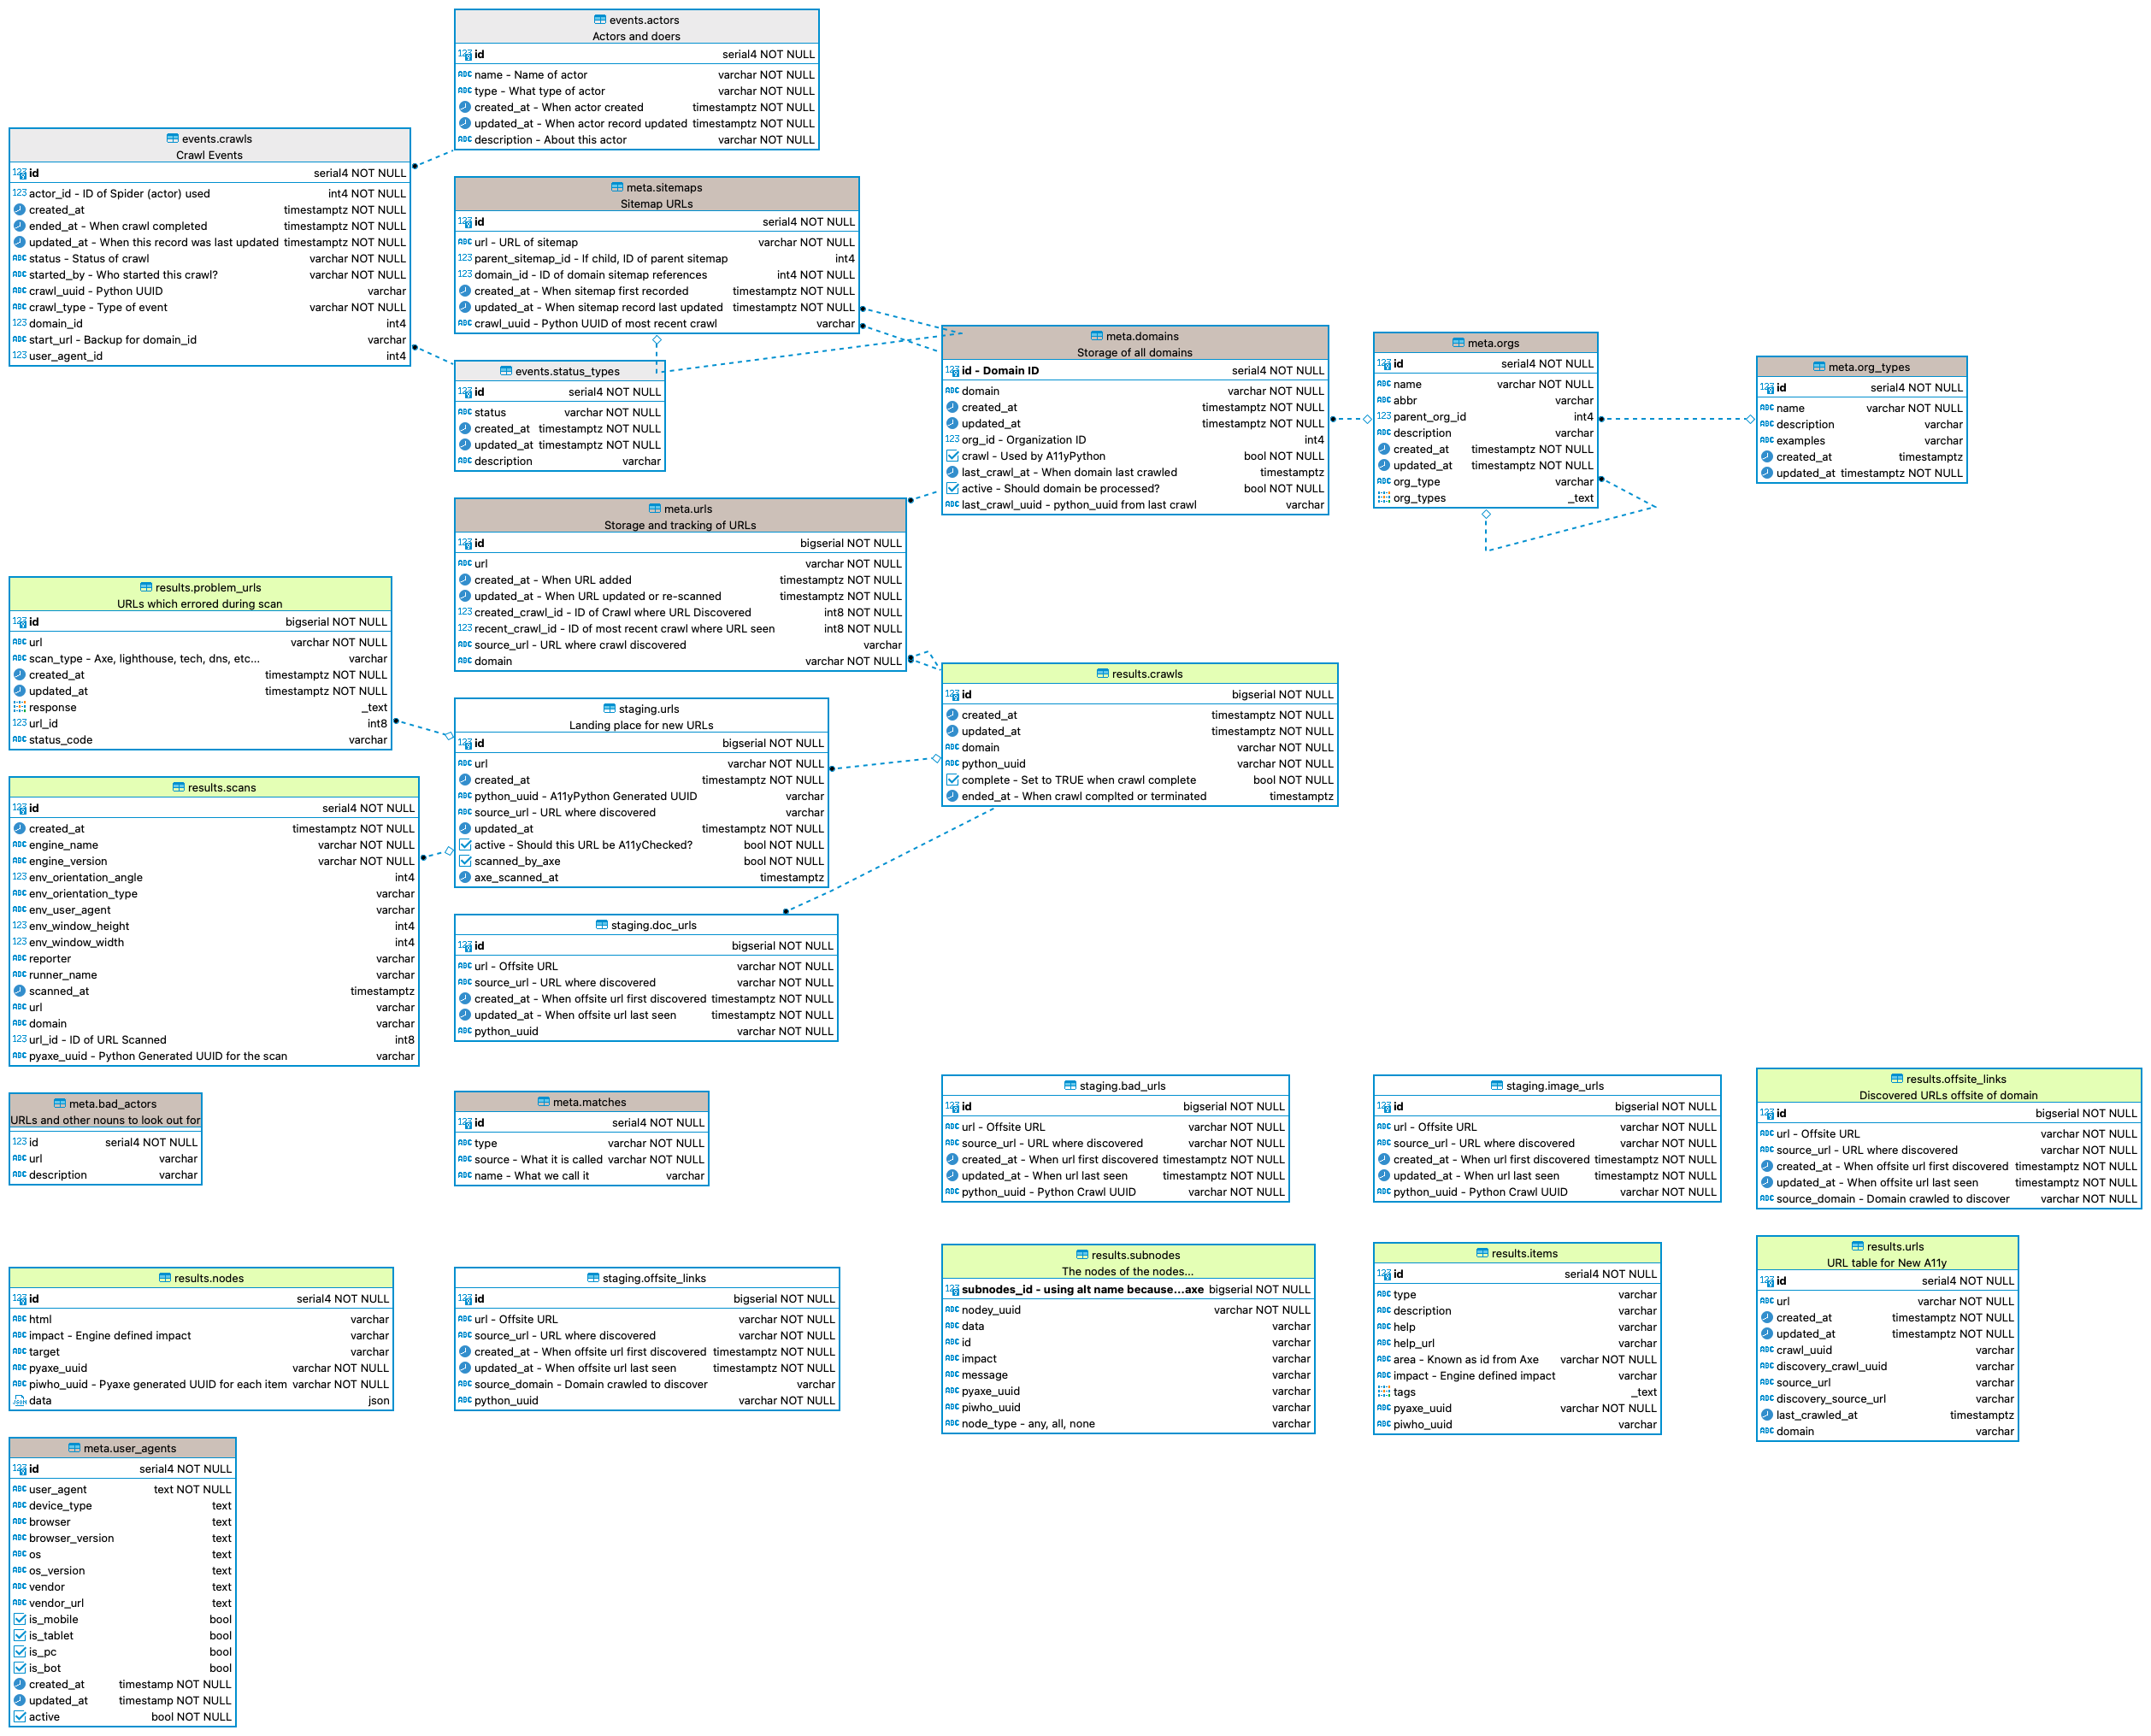 events.actors
Actors and doers
id serial4 NOT NULL
name - Name of actor varchar NOT NULL
type - What type of actor varchar NOT NULL
created_at - When actor created timestamptz NOT NULL
updated_at - When actor record updated timestamptz NOT NULL
description - About this actor varchar NOT NULL
events.crawls
Crawl Events
id serial4 NOT NULL
actor_id - ID of Spider (actor) used int4 NOT NULL
created_at timestamptz NOT NULL
ended_at - When crawl completed timestamptz NOT NULL
updated_at - When this record was last updated timestamptz NOT NULL
status - Status of crawl varchar NOT NULL
started_by - Who started this crawl? varchar NOT NULL
crawl_uuid - Python UUID varchar
crawl_type - Type of event varchar NOT NULL
domain_id int4
start_url - Backup for domain_id varchar
user_agent_id int4
meta.sitemaps
Sitemap URLs
id serial4 NOT NULL
url - URL of sitemap varchar NOT NULL
parent_sitemap_id - If child, ID of parent sitemap int4
domain_id - ID of domain sitemap references int4 NOT NULL
created_at - When sitemap first recorded timestamptz NOT NULL
updated_at - When sitemap record last updated timestamptz NOT NULL
crawl_uuid - Python UUID of most recent crawl varchar
events.status_types
id serial4 NOT NULL
status varchar NOT NULL
created_at timestamptz NOT NULL
updated_at timestamptz NOT NULL
description varchar
meta.domains
Storage of all domains
id - Domain ID serial4 NOT NULL
domain varchar NOT NULL
created_at timestamptz NOT NULL
updated_at timestamptz NOT NULL
org_id - Organization ID int4
crawl - Used by A11yPython bool NOT NULL
last_crawl_at - When domain last crawled timestamptz
active - Should domain be processed? bool NOT NULL
last_crawl_uuid - python_uuid from last crawl varchar
meta.orgs
id serial4 NOT NULL
name varchar NOT NULL
abbr varchar
parent_org_id int4
description varchar
created_at timestamptz NOT NULL
updated_at timestamptz NOT NULL
org_type varchar
org_types _text
meta.org_types
id serial4 NOT NULL
name varchar NOT NULL
description varchar
examples varchar
created_at timestamptz
updated_at timestamptz NOT NULL
meta.urls
Storage and tracking of URLs
id bigserial NOT NULL
url varchar NOT NULL
created_at - When URL added timestamptz NOT NULL
updated_at - When URL updated or re-scanned timestamptz NOT NULL
created_crawl_id - ID of Crawl where URL Discovered int8 NOT NULL
recent_crawl_id - ID of most recent crawl where URL seen int8 NOT NULL
source_url - URL where crawl discovered varchar
domain varchar NOT NULL
results.problem_urls
URLs which errored during scan
id bigserial NOT NULL
url varchar NOT NULL
scan_type - Axe, lighthouse, tech, dns, etc... varchar
created_at timestamptz NOT NULL
updated_at timestamptz NOT NULL
response _text
url_id int8
status_code varchar
results.crawls
id bigserial NOT NULL
created_at timestamptz NOT NULL
updated_at timestamptz NOT NULL
domain varchar NOT NULL
python_uuid varchar NOT NULL
complete - Set to TRUE when crawl complete bool NOT NULL
ended_at - When crawl complted or terminated timestamptz
staging.urls
Landing place for new URLs
id bigserial NOT NULL
url varchar NOT NULL
created_at timestamptz NOT NULL
python_uuid - A11yPython Generated UUID varchar
source_url - URL where discovered varchar
updated_at timestamptz NOT NULL
active - Should this URL be A11yChecked? bool NOT NULL
scanned_by_axe bool NOT NULL
axe_scanned_at timestamptz
results.scans
id serial4 NOT NULL
created_at timestamptz NOT NULL
engine_name varchar NOT NULL
engine_version varchar NOT NULL
env_orientation_angle int4
env_orientation_type varchar
env_user_agent varchar
env_window_height int4
env_window_width int4
reporter varchar
runner_name varchar
scanned_at timestamptz
url varchar
domain varchar
url_id - ID of URL Scanned int8
pyaxe_uuid - Python Generated UUID for the scan varchar
staging.doc_urls
id bigserial NOT NULL
url - Offsite URL varchar NOT NULL
source_url - URL where discovered varchar NOT NULL
created_at - When offsite url first discovered timestamptz NOT NULL
updated_at - When offsite url last seen timestamptz NOT NULL
python_uuid varchar NOT NULL
meta.bad_actors
URLs and other nouns to look out for
id serial4 NOT NULL
url varchar
description varchar
meta.matches
id serial4 NOT NULL
type varchar NOT NULL
source - What it is called varchar NOT NULL
name - What we call it varchar
staging.bad_urls
id bigserial NOT NULL
url - Offsite URL varchar NOT NULL
source_url - URL where discovered varchar NOT NULL
created_at - When url first discovered timestamptz NOT NULL
updated_at - When url last seen timestamptz NOT NULL
python_uuid - Python Crawl UUID varchar NOT NULL
staging.image_urls
id bigserial NOT NULL
url - Offsite URL varchar NOT NULL
source_url - URL where discovered varchar NOT NULL
created_at - When url first discovered timestamptz NOT NULL
updated_at - When url last seen timestamptz NOT NULL
python_uuid - Python Crawl UUID varchar NOT NULL
results.offsite_links
Discovered URLs offsite of domain
id bigserial NOT NULL
url - Offsite URL varchar NOT NULL
source_url - URL where discovered varchar NOT NULL
created_at - When offsite url first discovered timestamptz NOT NULL
updated_at - When offsite url last seen timestamptz NOT NULL
source_domain - Domain crawled to discover varchar NOT NULL
results.nodes
id serial4 NOT NULL
html varchar
impact - Engine defined impact varchar
target varchar
pyaxe_uuid varchar NOT NULL
piwho_uuid - Pyaxe generated UUID for each item varchar NOT NULL
data json
staging.offsite_links
id bigserial NOT NULL
url - Offsite URL varchar NOT NULL
source_url - URL where discovered varchar NOT NULL
created_at - When offsite url first discovered timestamptz NOT NULL
updated_at - When offsite url last seen timestamptz NOT NULL
source_domain - Domain crawled to discover varchar
python_uuid varchar NOT NULL
results.subnodes
The nodes of the nodes...
subnodes_id - using alt name because...axe bigserial NOT NULL
nodey_uuid varchar NOT NULL
data varchar
id varchar
impact varchar
message varchar
pyaxe_uuid varchar
piwho_uuid varchar
node_type - any, all, none varchar
results.items
id serial4 NOT NULL
type varchar
description varchar
help varchar
help_url varchar
area - Known as id from Axe varchar NOT NULL
impact - Engine defined impact varchar
tags _text
pyaxe_uuid varchar NOT NULL
piwho_uuid varchar
results.urls
URL table for New A11y
id serial4 NOT NULL
url varchar NOT NULL
created_at timestamptz NOT NULL
updated_at timestamptz NOT NULL
crawl_uuid varchar
discovery_crawl_uuid varchar
source_url varchar
discovery_source_url varchar
last_crawled_at timestamptz
domain varchar
meta.user_agents
id serial4 NOT NULL
user_agent text NOT NULL
device_type text
browser text
browser_version text
os text
os_version text
vendor text
vendor_url text
is_mobile bool
is_tablet bool
is_pc bool
is_bot bool
created_at timestamp NOT NULL
updated_at timestamp NOT NULL
active bool NOT NULL